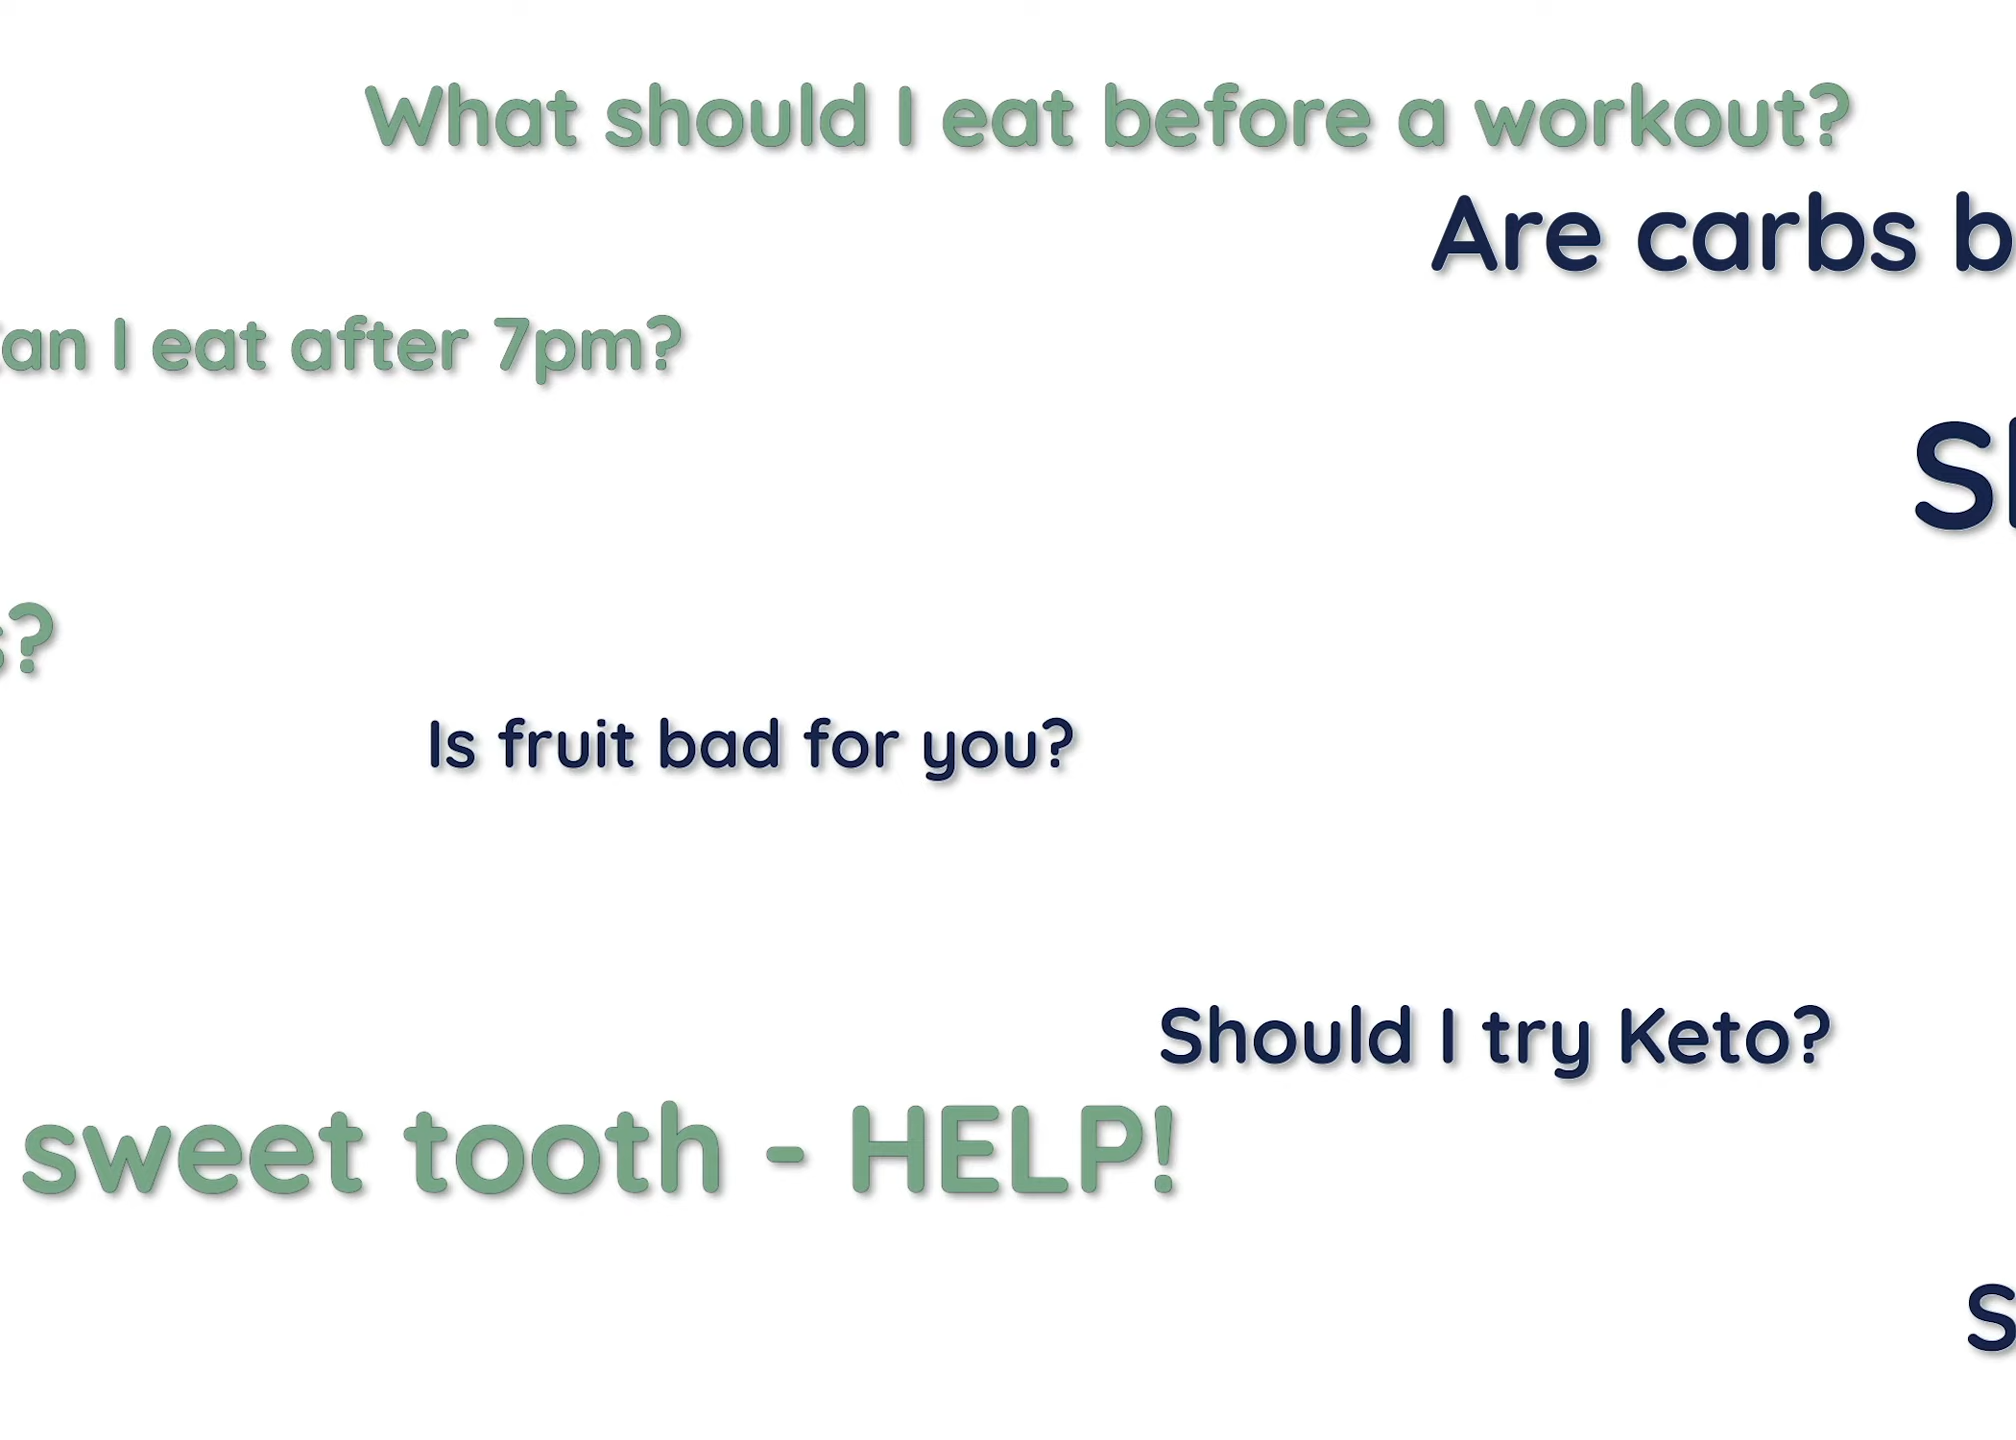 What should I eat before a workout?
Are carbs
an I eat after 7pm?
Is fruit bad for you?
Should I try Keto?
sweet tooth - HELP!